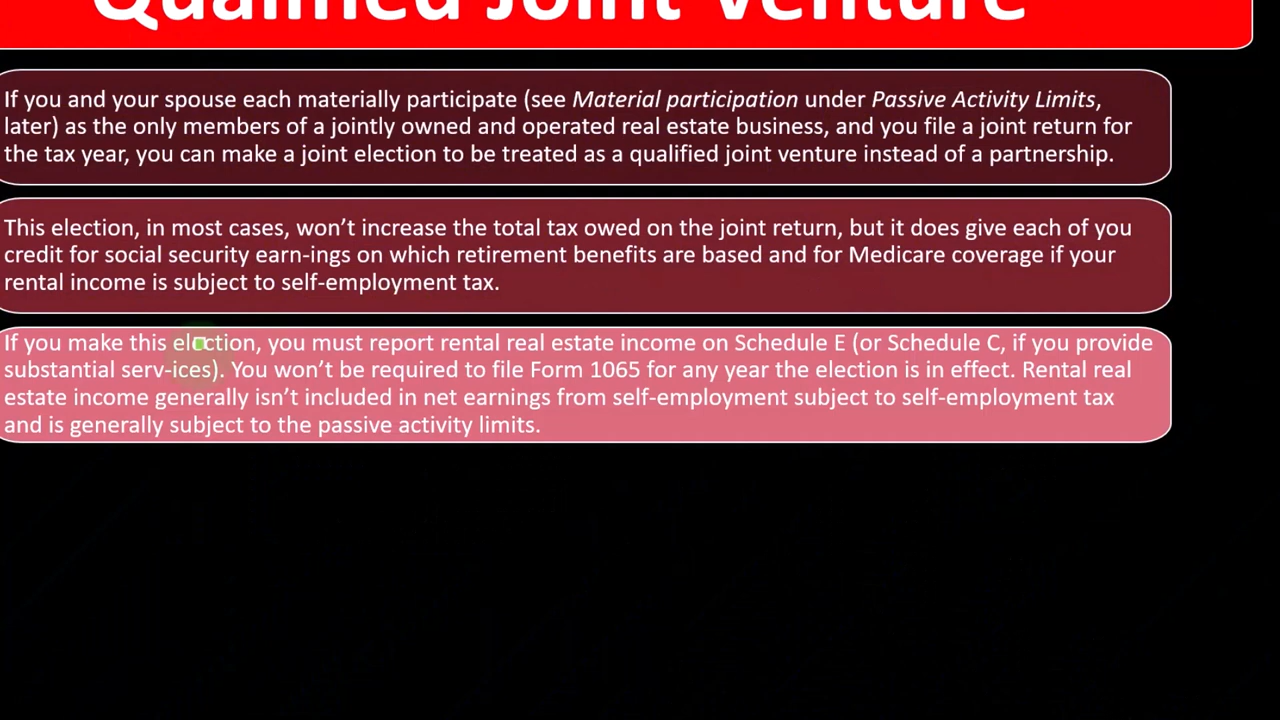 Qualified Joint Venture
If you and your spouse each materially participate (see Material participation under Passive Activity Limits,
later) as the only members of a jointly owned and operated real estate business, and you file a joint return for
the tax year, you can make a joint election to be treated as a qualified joint venture instead of a partnership.
This election, in most cases, won’t increase the total tax owed on the joint return, but it does give each of you
credit for social security earn-ings on which retirement benefits are based and for Medicare coverage if your
rental income is subject to self-employment tax.
If you make this election, you must report rental real estate income on Schedule E (or Schedule C, if you provide
substantial serv-ices). You won’t be required to file Form 1065 for any year the election is in effect. Rental real
estate income generally isn’t included in net earnings from self-employment subject to self-employment tax
and is generally subject to the passive activity limits.